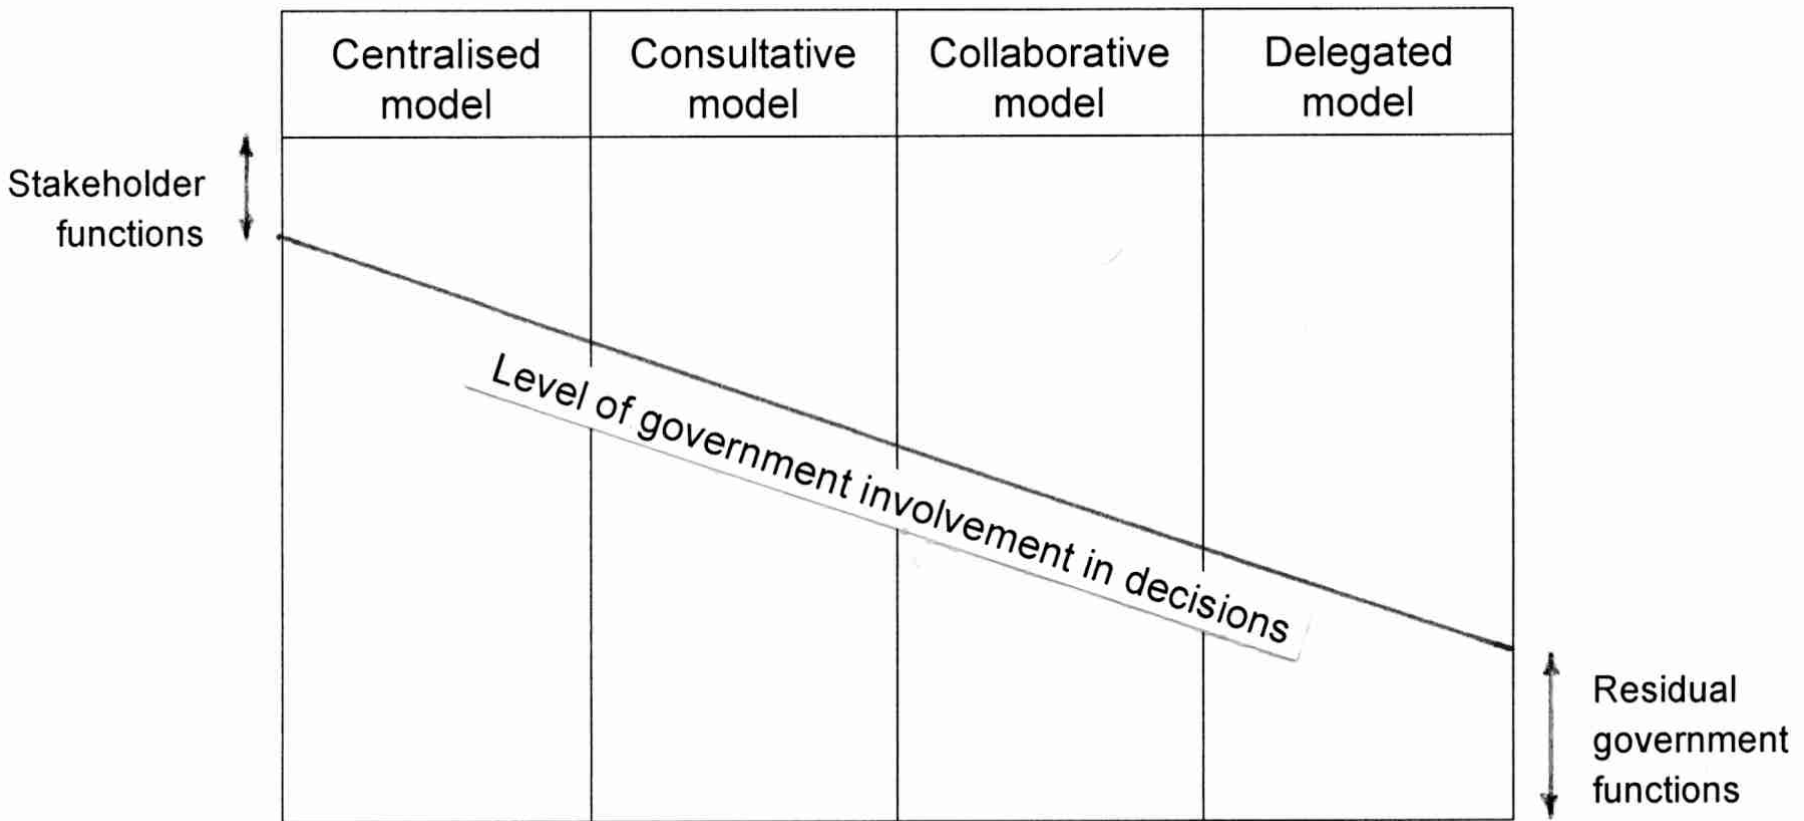 Centralised
model
Consultative
model
Collaborative
model
Delegated
model
Stakeholder
functions
Level of government involvement in decisions
Residual
government
functions